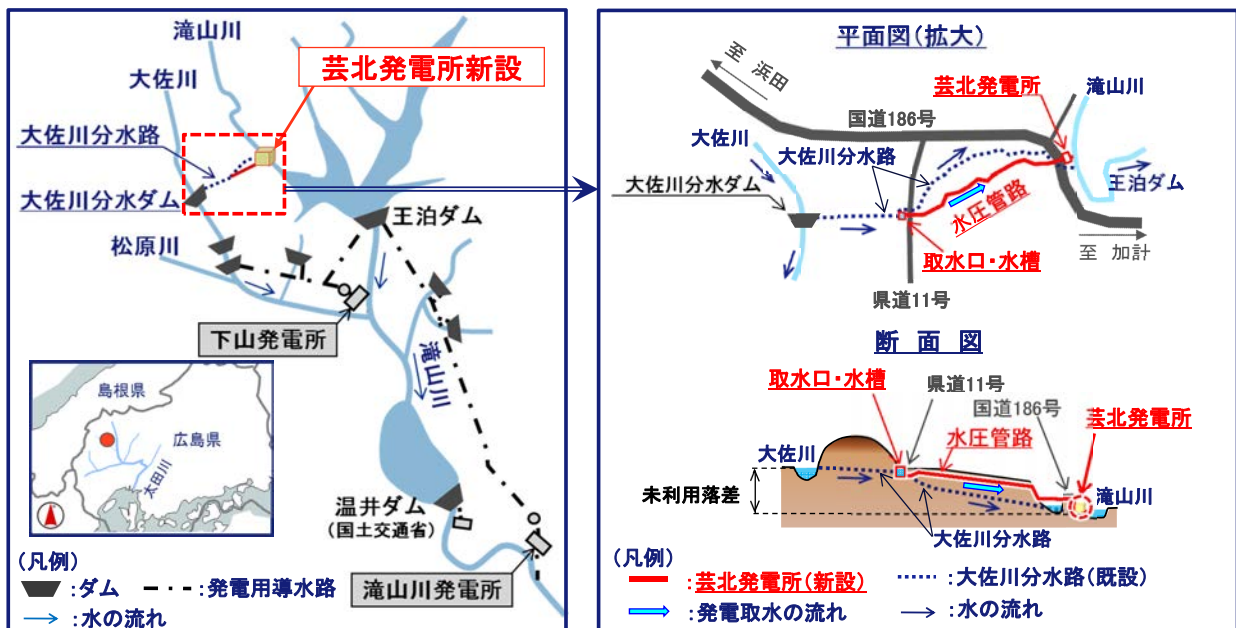 滝山川
大佐川
芸北発電所新設
大佐川分水路
大佐川分水ダム
王泊ダム
松原川
下山発電所
滝山川
島根県
広島県
太田川
温井ダム
(国土交通省)
滝山川発電所
(凡例)
:ダム
:発電用導水路
:水の流れ
平面図(拡大)
至 浜田
芸北発電所
滝山川
国道186号
大佐川
大佐川分水路
大佐川分水ダム
王泊ダム
水圧管路
至 加計
取水口・水槽
県道11号
断 面 図
取水口・水槽
県道11号
国道186号
芸北発電所
大佐川
水圧管路
未利用落差
滝山川
大佐川分水路
(凡例)
:芸北発電所(新設)
:大佐川分水路(既設)
:発電取水の流れ
:水の流れ